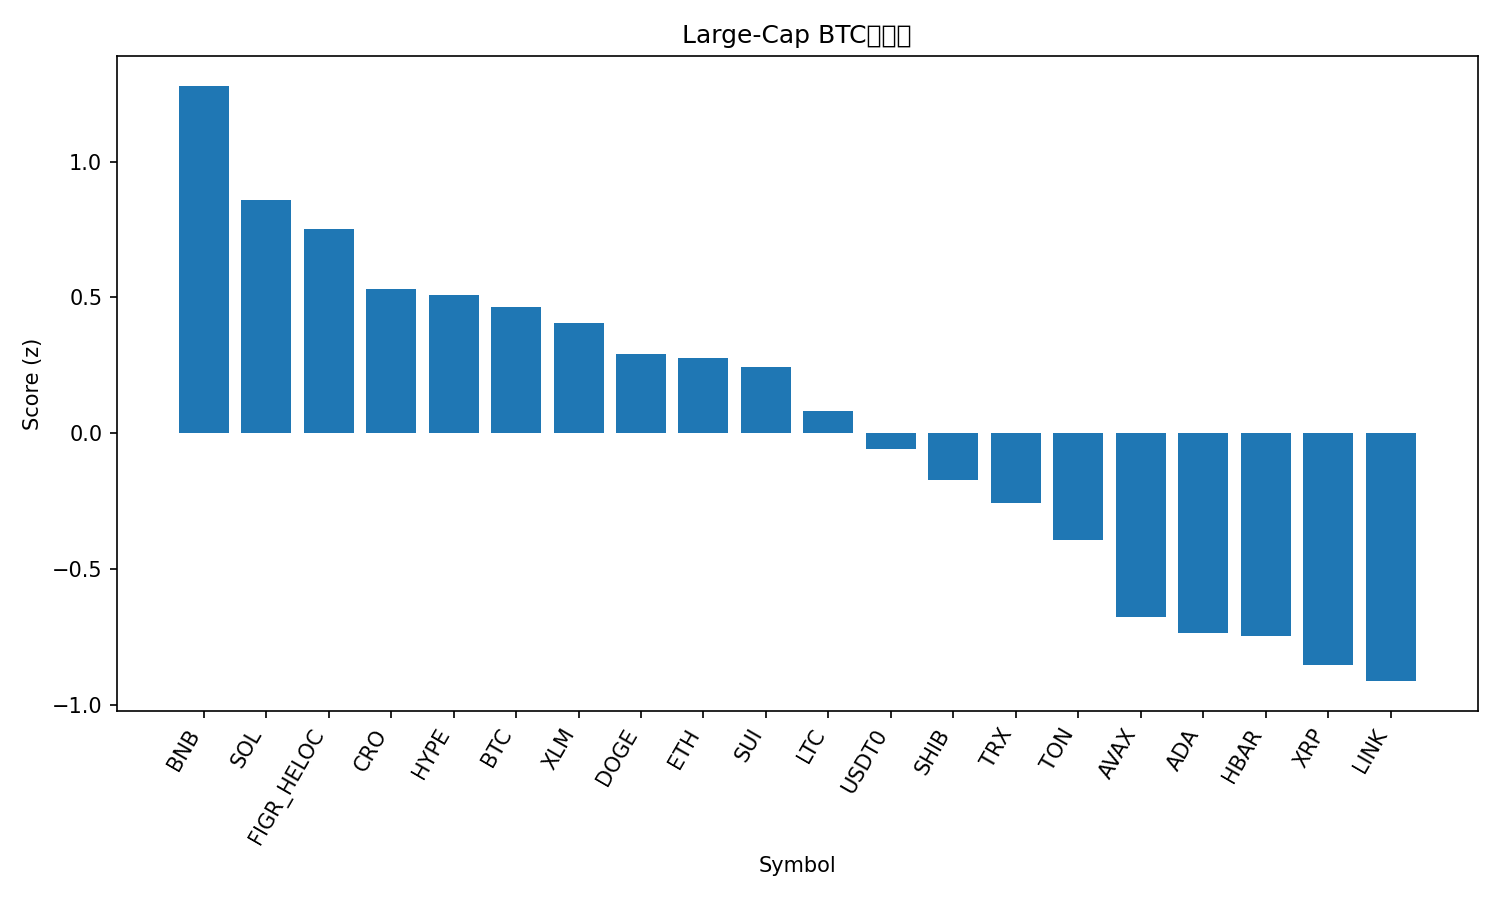 Large-Cap BTC
Score (z)
1.0
0.5
0.0
−0.5
−1.0
BNB
SOL
FIGR_HELOC
CRO
HYPE
BTC
XLM
DOGE
ETH
SUI
LTC
USDT0
SHIB
TRX
TON
AVAX
ADA
HBAR
XRP
LINK
Symbol